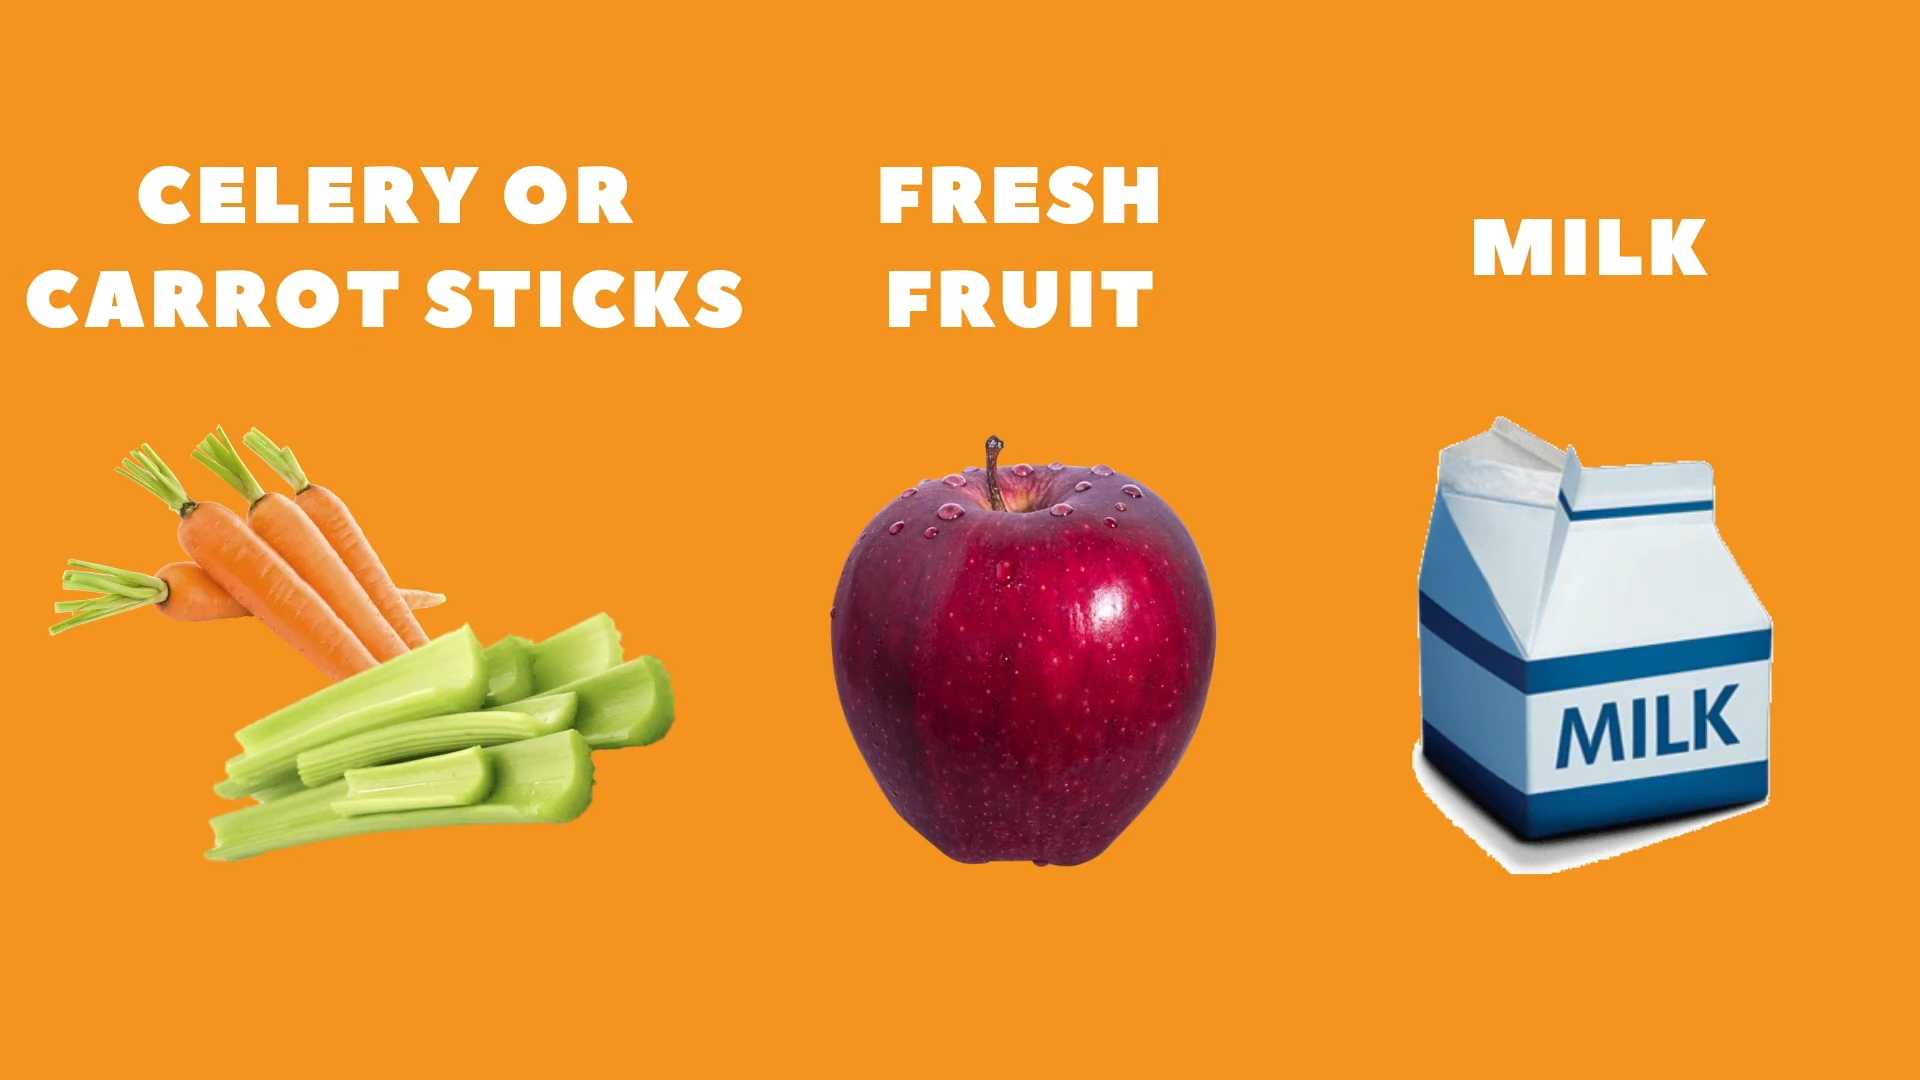 CELERY OR
CARROT STICKS
FRESH
FRUIT
MILK
MILK